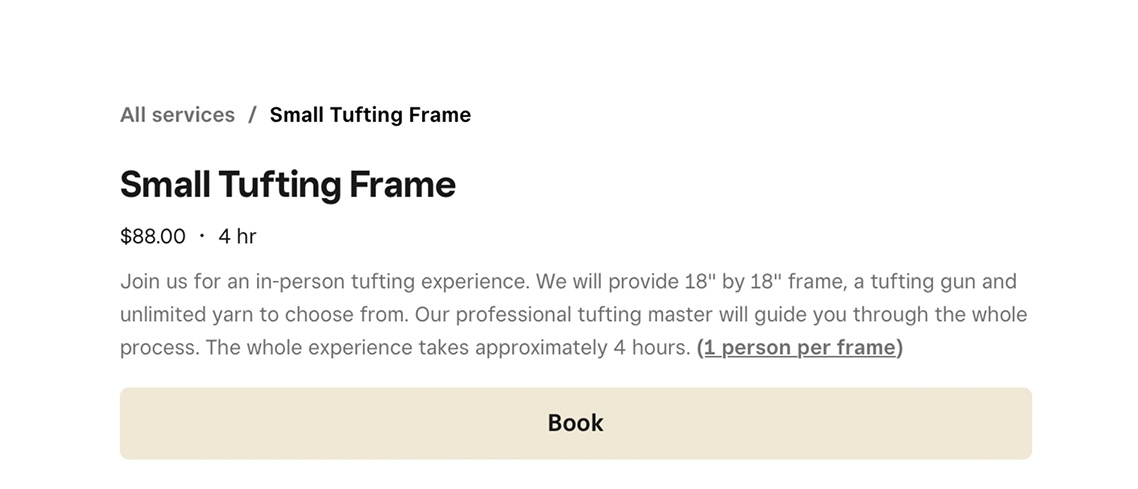 All services / Small Tufting Frame
Small Tufting Frame
$88.00 · 4 hr
Join us for an in-person tufting experience. We will provide 18" by 18" frame, a tufting gun and
unlimited yarn to choose from. Our professional tufting master will guide you through the whole
process. The whole experience takes approximately 4 hours. (1 person per frame)
Book